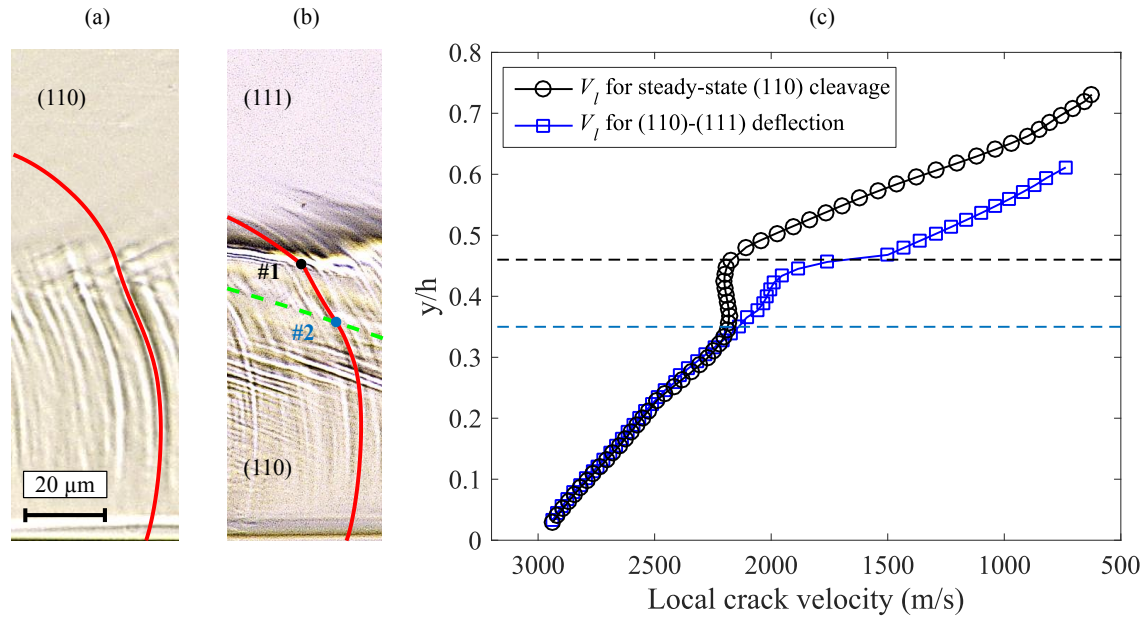 (a)
(b)
(c)
(110)
20 μm
(111)
#1
#2
(110)
0.8
0.7
0.6
0.5
0.4
0.3
0.2
0.1
0
y/h
V_l for steady-state (110) cleavage
V_l for (110)-(111) deflection
3000 2500 2000 1500 1000 500
Local crack velocity (m/s)